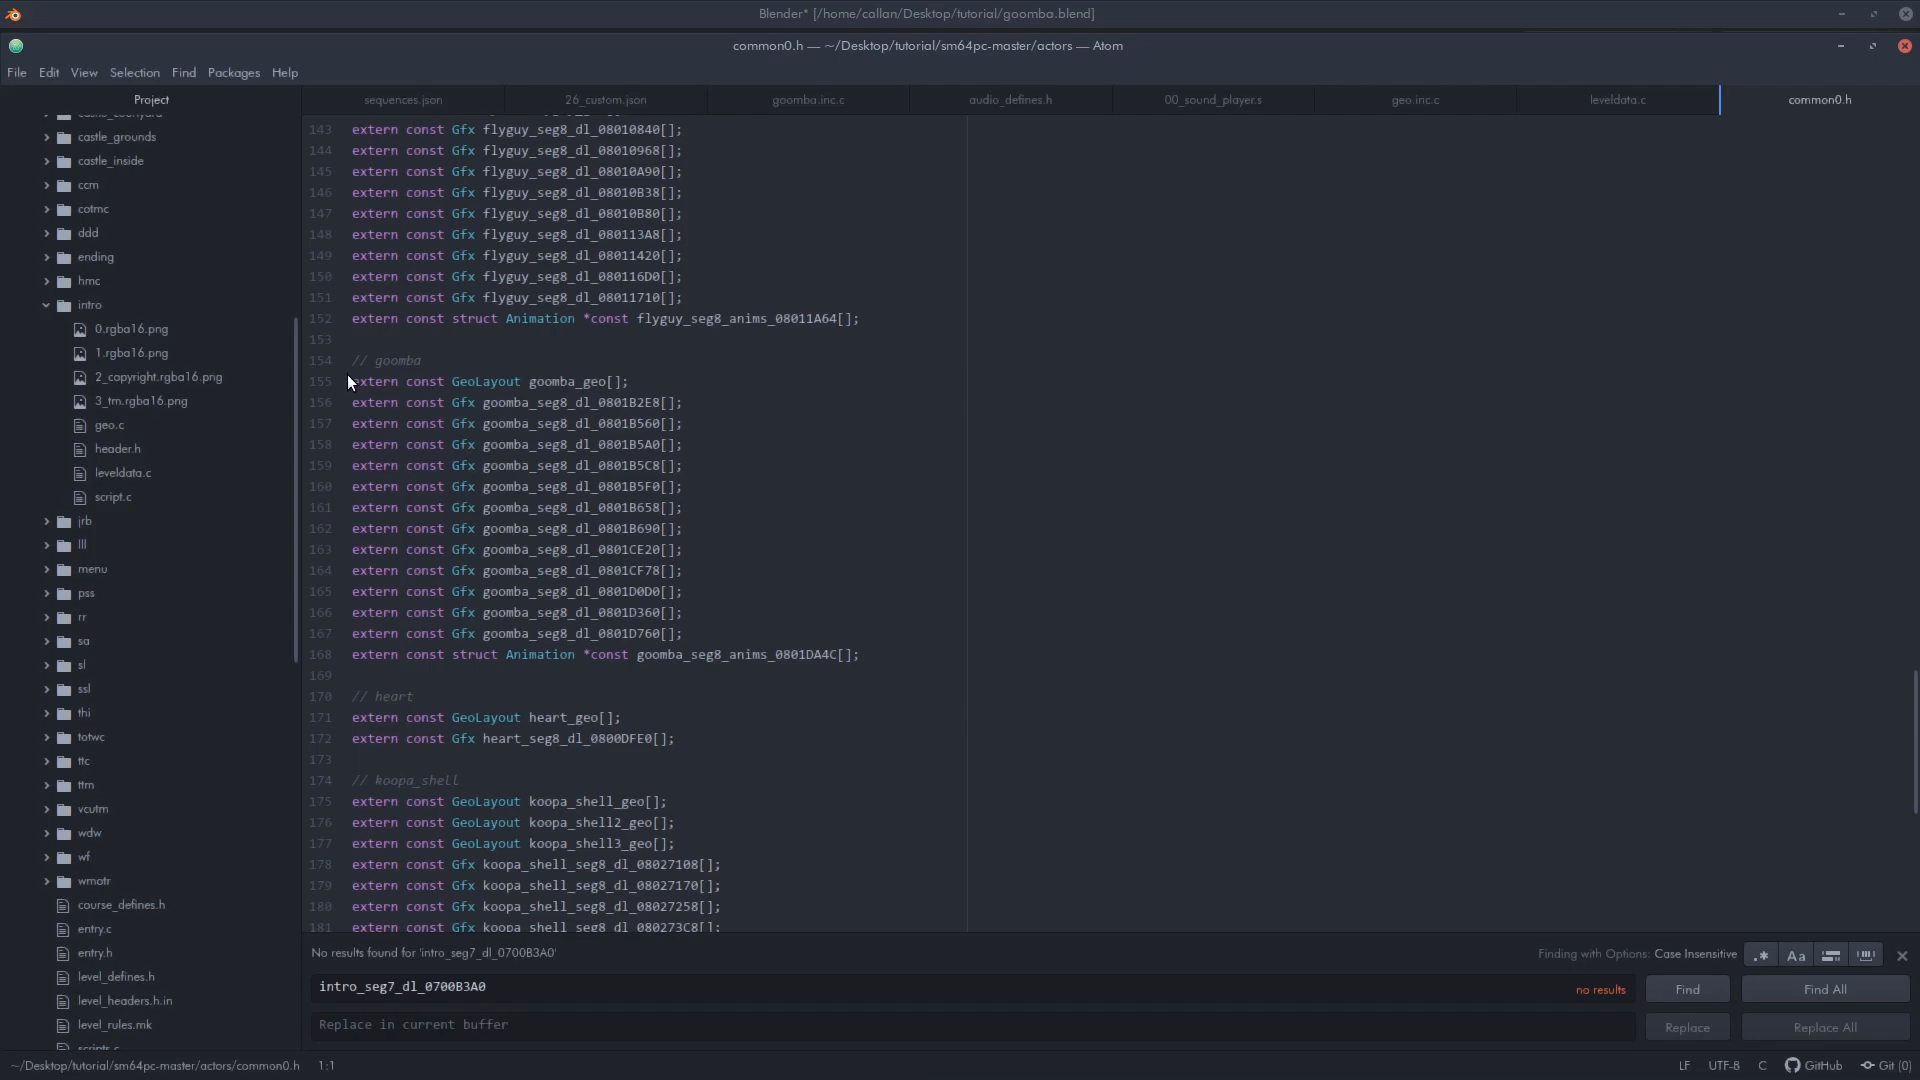 Blender* [/home/callan/Desktop/tutorial/goomba.blend]
common0.h — ~/Desktop/tutorial/sm64pc-master/actors — Atom
File Edit View Selection Find Packages Help
Project
sequences.json 26_custom.json goomba.inc.c audio_defines.h 00_sound_player.s geo.inc.c leveldata.c common0.h
castle_courtyard
castle_grounds
castle_inside
ccm
cotmc
ddd
ending
hmc
intro
0.rgba16.png
1.rgba16.png
2_copyright.rgba16.png
3_tm.rgba16.png
geo.c
header.h
leveldata.c
script.c
jrb
lll
menu
pss
rr
sa
sl
ssl
thi
totwc
ttc
ttm
vcutm
wdw
wf
wmotr
course_defines.h
entry.c
entry.h
level_defines.h
level_headers.h.in
level_rules.mk
scripts.c
143 extern const Gfx flyguy_seg8_dl_08010840[];
144 extern const Gfx flyguy_seg8_dl_08010968[];
145 extern const Gfx flyguy_seg8_dl_08010A90[];
146 extern const Gfx flyguy_seg8_dl_08010B38[];
147 extern const Gfx flyguy_seg8_dl_08010B80[];
148 extern const Gfx flyguy_seg8_dl_080113A8[];
149 extern const Gfx flyguy_seg8_dl_08011420[];
150 extern const Gfx flyguy_seg8_dl_080116D0[];
151 extern const Gfx flyguy_seg8_dl_08011710[];
152 extern const struct Animation *const flyguy_seg8_anims_08011A64[];
153
154 // goomba
155 extern const GeoLayout goomba_geo[];
156 extern const Gfx goomba_seg8_dl_0801B2E8[];
157 extern const Gfx goomba_seg8_dl_0801B560[];
158 extern const Gfx goomba_seg8_dl_0801B5A0[];
159 extern const Gfx goomba_seg8_dl_0801B5C8[];
160 extern const Gfx goomba_seg8_dl_0801B5F0[];
161 extern const Gfx goomba_seg8_dl_0801B658[];
162 extern const Gfx goomba_seg8_dl_0801B690[];
163 extern const Gfx goomba_seg8_dl_0801CE20[];
164 extern const Gfx goomba_seg8_dl_0801CF78[];
165 extern const Gfx goomba_seg8_dl_0801D0D0[];
166 extern const Gfx goomba_seg8_dl_0801D360[];
167 extern const Gfx goomba_seg8_dl_0801D760[];
168 extern const struct Animation *const goomba_seg8_anims_0801DA4C[];
169
170 // heart
171 extern const GeoLayout heart_geo[];
172 extern const Gfx heart_seg8_dl_0800DFE0[];
173
174 // koopa_shell
175 extern const GeoLayout koopa_shell_geo[];
176 extern const GeoLayout koopa_shell2_geo[];
177 extern const GeoLayout koopa_shell3_geo[];
178 extern const Gfx koopa_shell_seg8_dl_08027108[];
179 extern const Gfx koopa_shell_seg8_dl_08027170[];
180 extern const Gfx koopa_shell_seg8_dl_08027258[];
181 extern const Gfx koopa_shell_seg8_dl_080273C8[];
No results found for 'intro_seg7_dl_0700B3A0' Finding with Options: Case Insensitive .* Aa
intro_seg7_dl_0700B3A0 no results Find Find All
Replace in current buffer Replace Replace All
~/Desktop/tutorial/sm64pc-master/actors/common0.h 1:1 LF UTF-8 C GitHub Git (0)